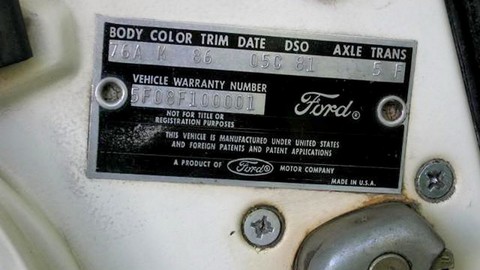 BODY COLOR TRIM DATE DSO AXLE TRANS
76A M 86 05C 81 5 F
VEHICLE WARRANTY NUMBER
5F08F100001
Ford®
NOT FOR TITLE OR
REGISTRATION PURPOSES
THIS VEHICLE IS MANUFACTURED UNDER UNITED STATES
AND FOREIGN PATENTS AND PATENT APPLICATIONS
A PRODUCT OF Ford® MOTOR COMPANY
MADE IN U.S.A.